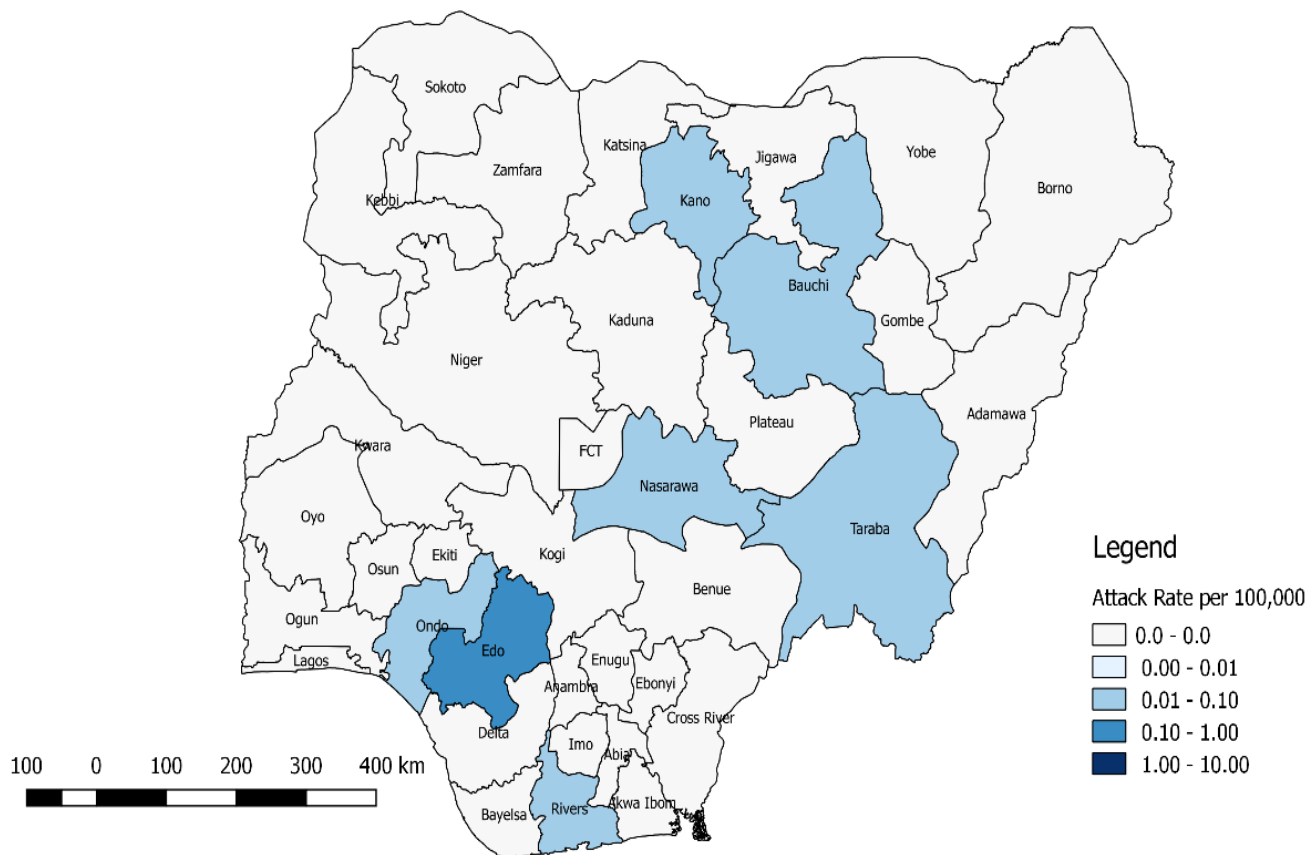 Sokoto
Katsina
Jigawa
Yobe
Zamfara
Borno
Kebbi
Kano
Bauchi
Kaduna
Gombe
Niger
Adamawa
Plateau
Kwara
FCT
Nasarawa
Oyo
Taraba
Kogi
Ekiti
Osun
Benue
Ogun
Ondo
Edo
Lagos
Enugu
Anambra
Ebonyi
Cross River
Delta
Imo
Abia
Bayelsa
Rivers
Akwa Ibom
Legend
Attack Rate per 100,000
0.0 - 0.0
0.00 - 0.01
0.01 - 0.10
0.10 - 1.00
1.00 - 10.00
100 0 100 200 300 400 km